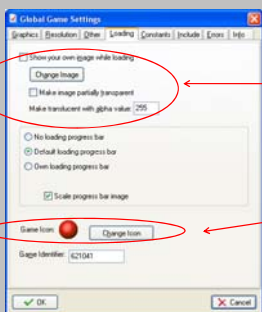 Global Game Settings
Graphics Resolution Other Loading Constants Include Errors Info
Show your own image while loading
Change Image
Make image partially transparent
Make translucent with alpha value: 255
No loading progress bar
Default loading progress bar
Own loading progress bar
Scale progress bar image
Game Icon:
Change Icon
Game Identifier: 621041
OK
Cancel